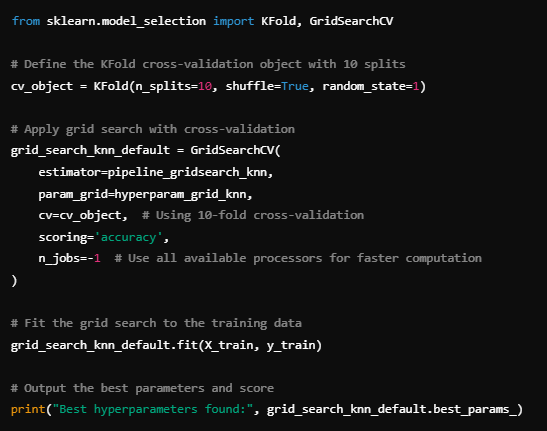 from sklearn.model_selection import KFold, GridSearchCV
# Define the KFold cross-validation object with 10 splits
cv_object = KFold(n_splits=10, shuffle=True, random_state=1)
# Apply grid search with cross-validation
grid_search_knn_default = GridSearchCV(
    estimator=pipeline_gridsearch_knn,
    param_grid=hyperparam_grid_knn,
    cv=cv_object,  # Using 10-fold cross-validation
    scoring='accuracy',
    n_jobs=-1  # Use all available processors for faster computation
)
# Fit the grid search to the training data
grid_search_knn_default.fit(X_train, y_train)
# Output the best parameters and score
print("Best hyperparameters found:", grid_search_knn_default.best_params_)